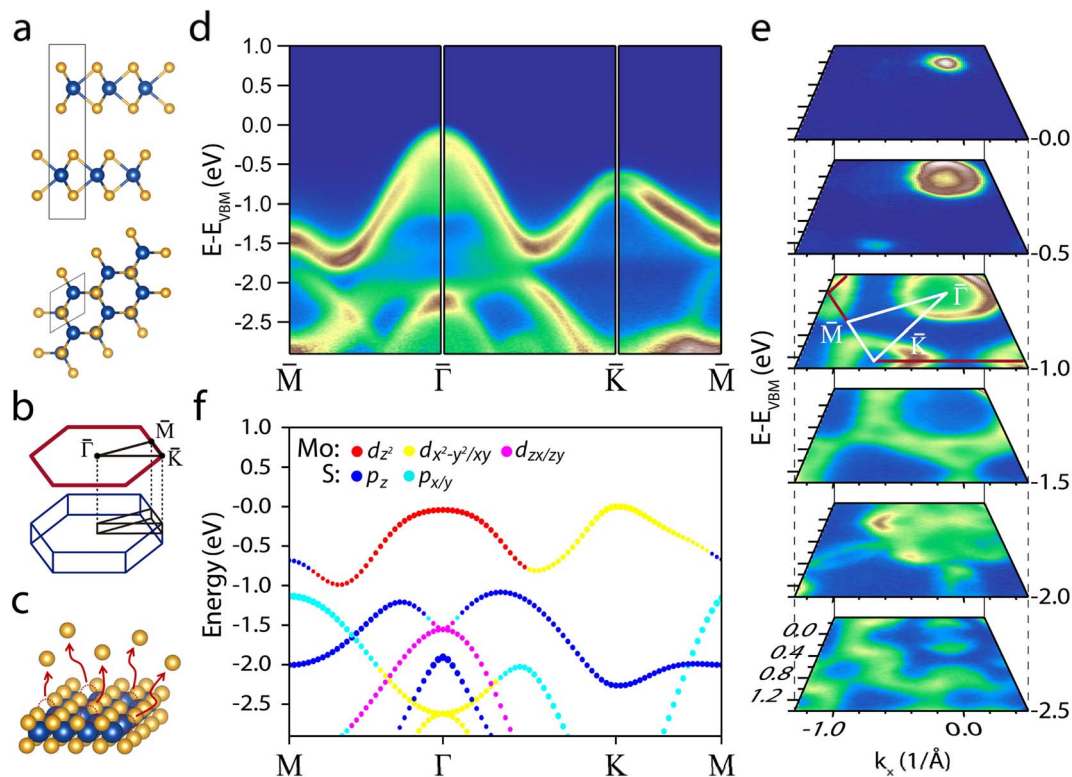 a
b
Γ̄
M̄
K̄
c
d
1.0
0.5
0.0
-0.5
-1.0
-1.5
-2.0
-2.5
E-E_VBM (eV)
M̄ Γ̄ K̄ M̄
e
-0.0
-0.5
Γ̄
M̄
K̄
-1.0
-1.5
-2.0
-2.5
E-E_VBM (eV)
0.0
0.4
0.8
1.2
-1.0 0.0
kₓ (1/Å)
f
Mo: d_z² d_x²-y²/xy d_zx/zy
S: p_z p_x/y
1.0
0.5
-0.0
-0.5
-1.0
-1.5
-2.0
-2.5
Energy (eV)
M Γ K M